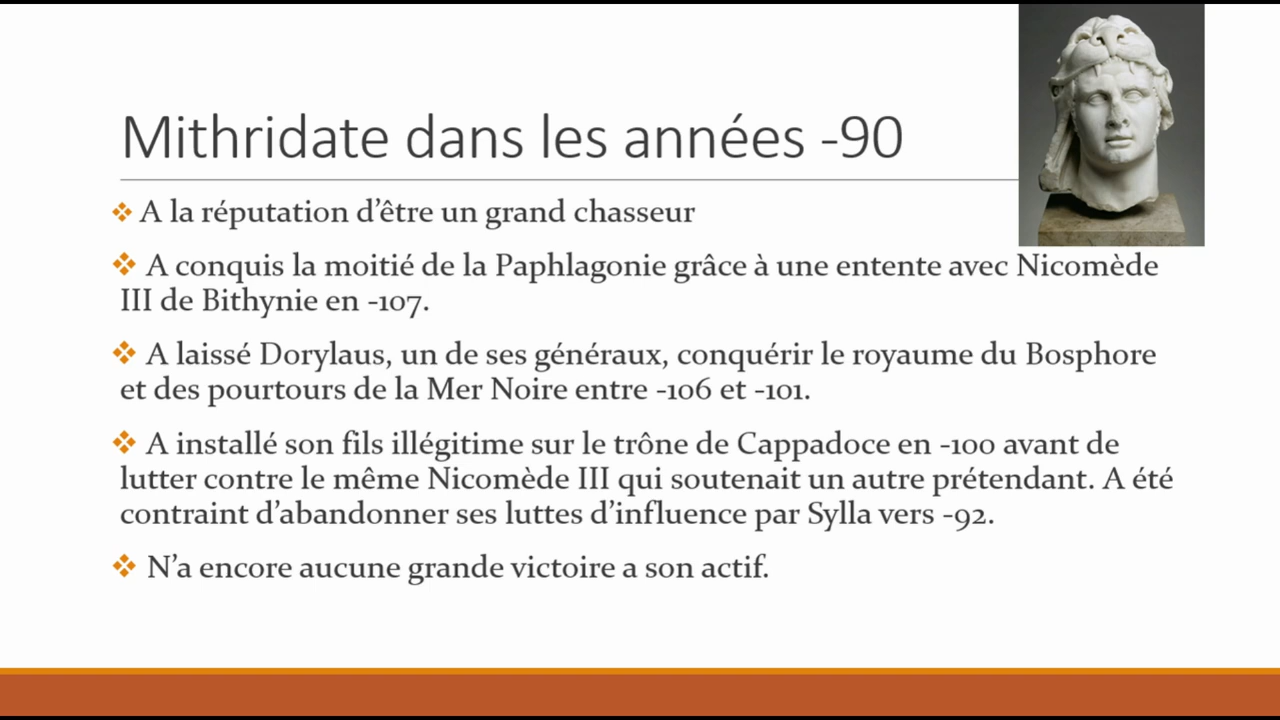 Mithridate dans les années -90
A la réputation d’être un grand chasseur
A conquis la moitié de la Paphlagonie grâce à une entente avec Nicomède
III de Bithynie en -107.
A laissé Dorylaus, un de ses généraux, conquérir le royaume du Bosphore
et des pourtours de la Mer Noire entre -106 et -101.
A installé son fils illégitime sur le trône de Cappadoce en -100 avant de
lutter contre le même Nicomède III qui soutenait un autre prétendant. A été
contraint d’abandonner ses luttes d’influence par Sylla vers -92.
N’a encore aucune grande victoire a son actif.